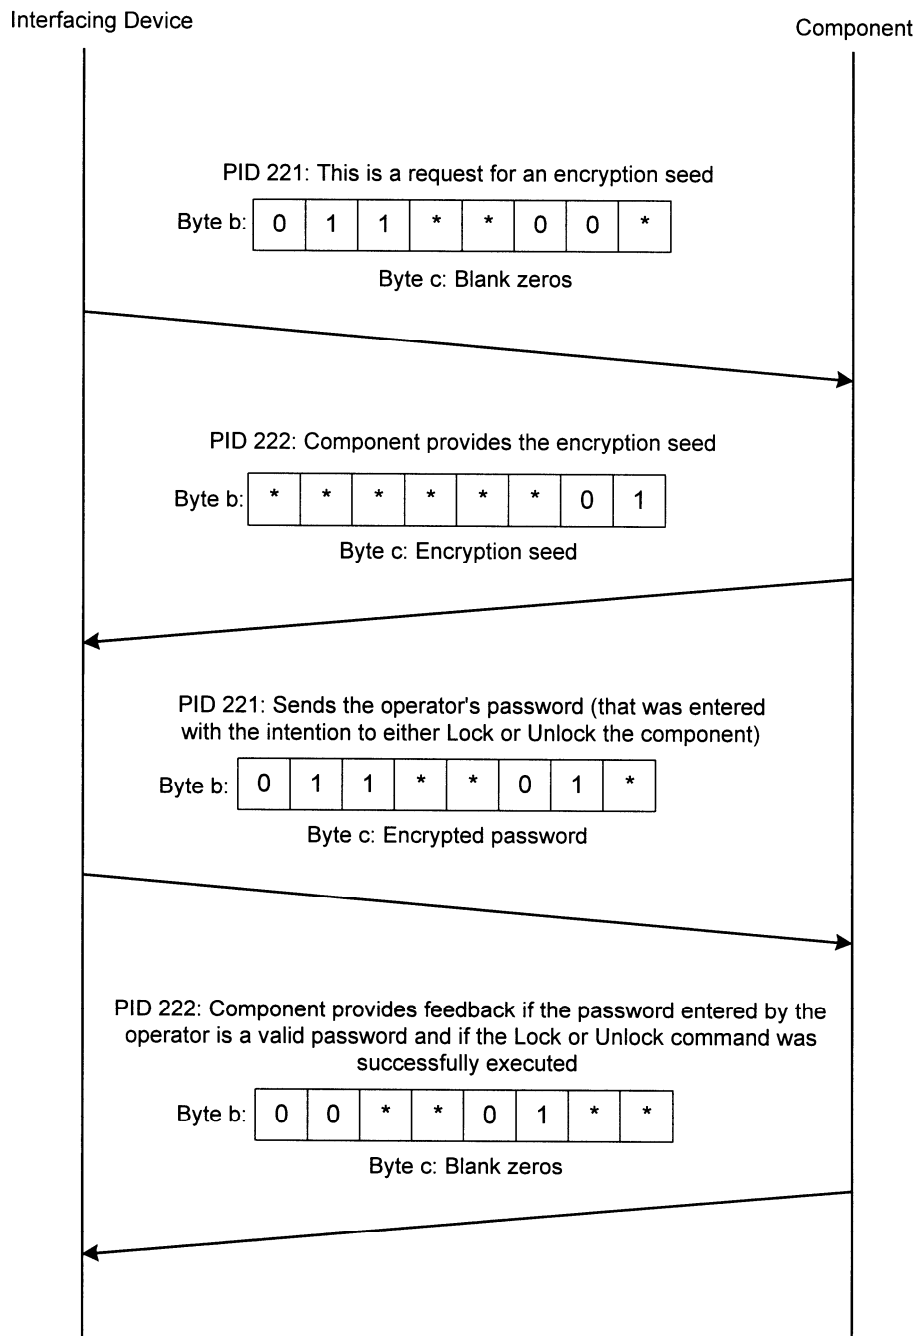 Interfacing Device
Component
PID 221: This is a request for an encryption seed
Byte b: 0 1 1 * * 0 0 *
Byte c: Blank zeros
PID 222: Component provides the encryption seed
Byte b: * * * * * * 0 1
Byte c: Encryption seed
PID 221: Sends the operator's password (that was entered
with the intention to either Lock or Unlock the component)
Byte b: 0 1 1 * * 0 1 *
Byte c: Encrypted password
PID 222: Component provides feedback if the password entered by the
operator is a valid password and if the Lock or Unlock command was
successfully executed
Byte b: 0 0 * * 0 1 * *
Byte c: Blank zeros